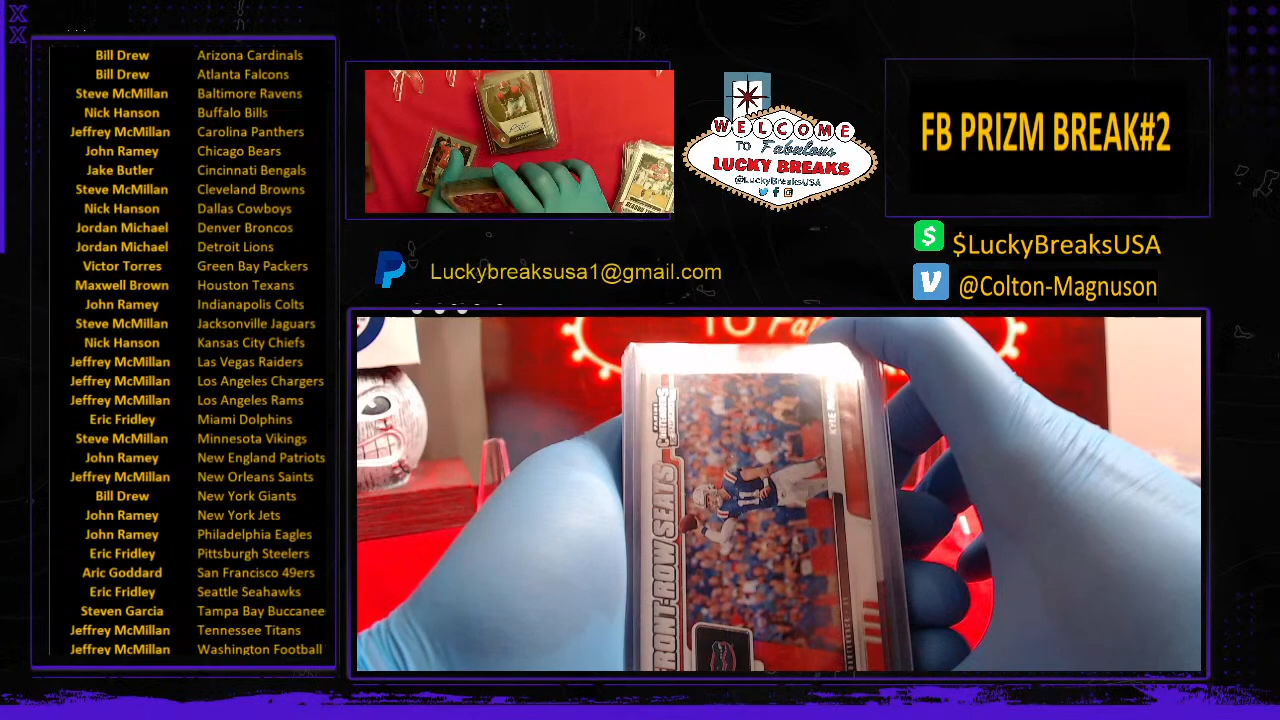 Bill Drew Arizona Cardinals
Bill Drew Atlanta Falcons
Steve McMillan Baltimore Ravens
Nick Hanson Buffalo Bills
Jeffrey McMillan Carolina Panthers
John Ramey Chicago Bears
Jake Butler Cincinnati Bengals
Steve McMillan Cleveland Browns
Nick Hanson Dallas Cowboys
Jordan Michael Denver Broncos
Jordan Michael Detroit Lions
Victor Torres Green Bay Packers
Maxwell Brown Houston Texans
John Ramey Indianapolis Colts
Steve McMillan Jacksonville Jaguars
Nick Hanson Kansas City Chiefs
Jeffrey McMillan Las Vegas Raiders
Jeffrey McMillan Los Angeles Chargers
Jeffrey McMillan Los Angeles Rams
Eric Fridley Miami Dolphins
Steve McMillan Minnesota Vikings
John Ramey New England Patriots
Jeffrey McMillan New Orleans Saints
Bill Drew New York Giants
John Ramey New York Jets
John Ramey Philadelphia Eagles
Eric Fridley Pittsburgh Steelers
Aric Goddard San Francisco 49ers
Eric Fridley Seattle Seahawks
Steven Garcia Tampa Bay Buccanee
Jeffrey McMillan Tennessee Titans
Jeffrey McMillan Washington Football
WELCOME
TO Fabulous
LUCKY BREAKS
@LuckyBreaksUSA
FB PRIZM BREAK#2
$LuckyBreaksUSA
@Colton-Magnuson
Luckybreaksusa1@gmail.com
TO
FRONT-ROW SEATS
KYLE
11